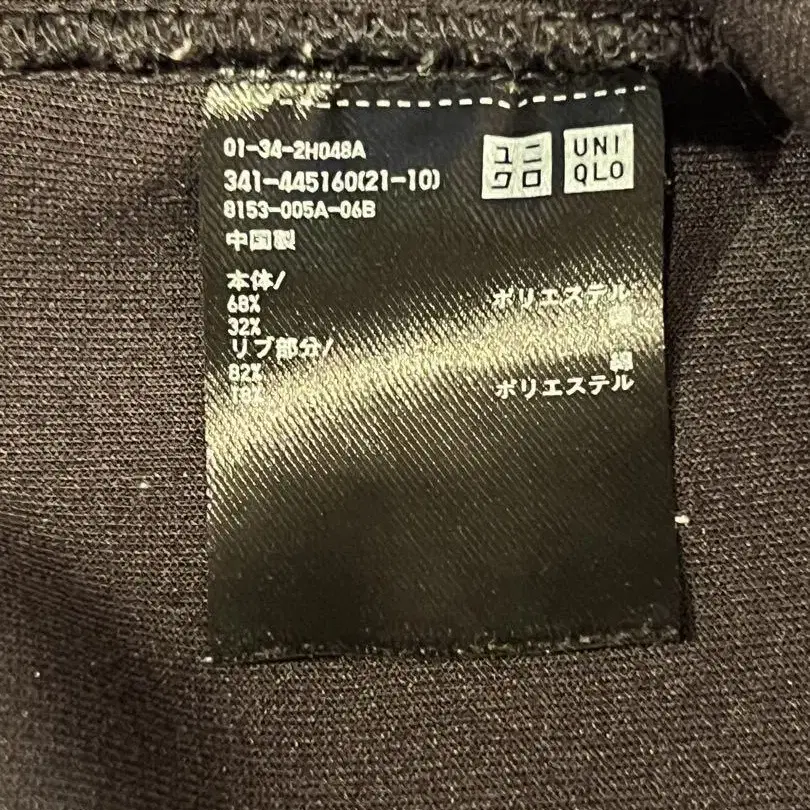 01-34-2H048A
341-445160(21-10)
8153-005A-06B
中国製
ユニクロ
UNIQLO
本体/
68% ポリエステル
32% 綿
リブ部分/
82% 綿
18% ポリエステル